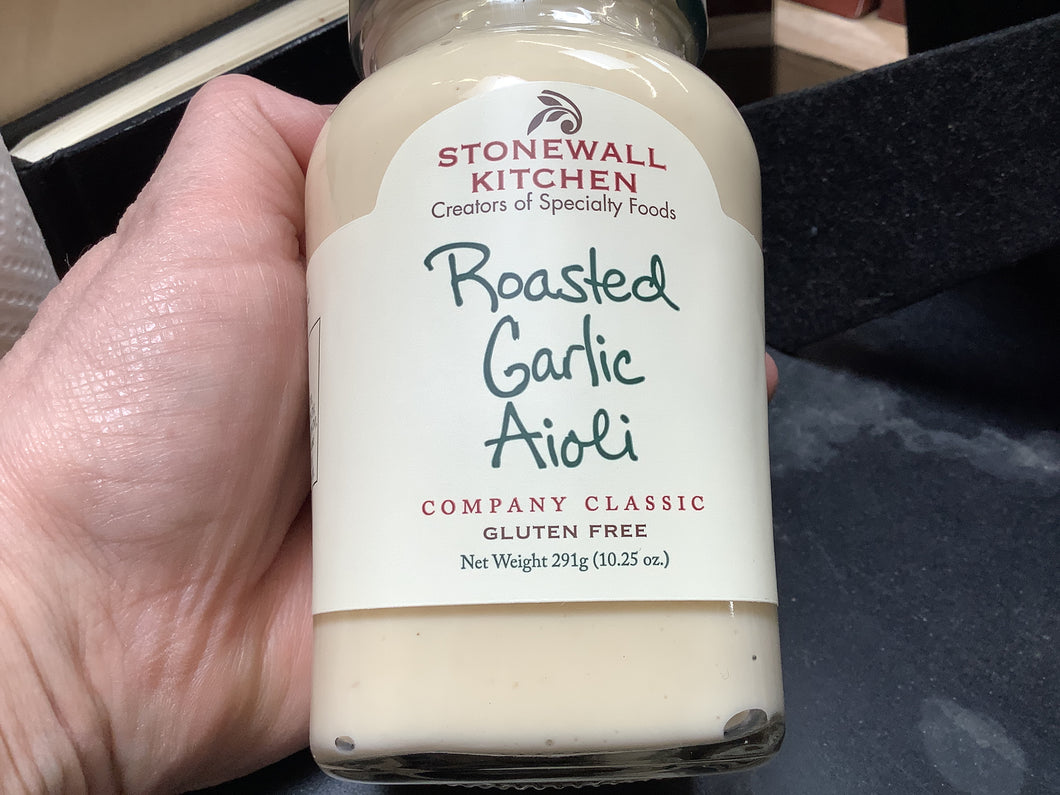 STONEWALL
KITCHEN
Creators of Specialty Foods
Roasted
Garlic
Aioli
COMPANY CLASSIC
GLUTEN FREE
Net Weight 291g (10.25 oz.)